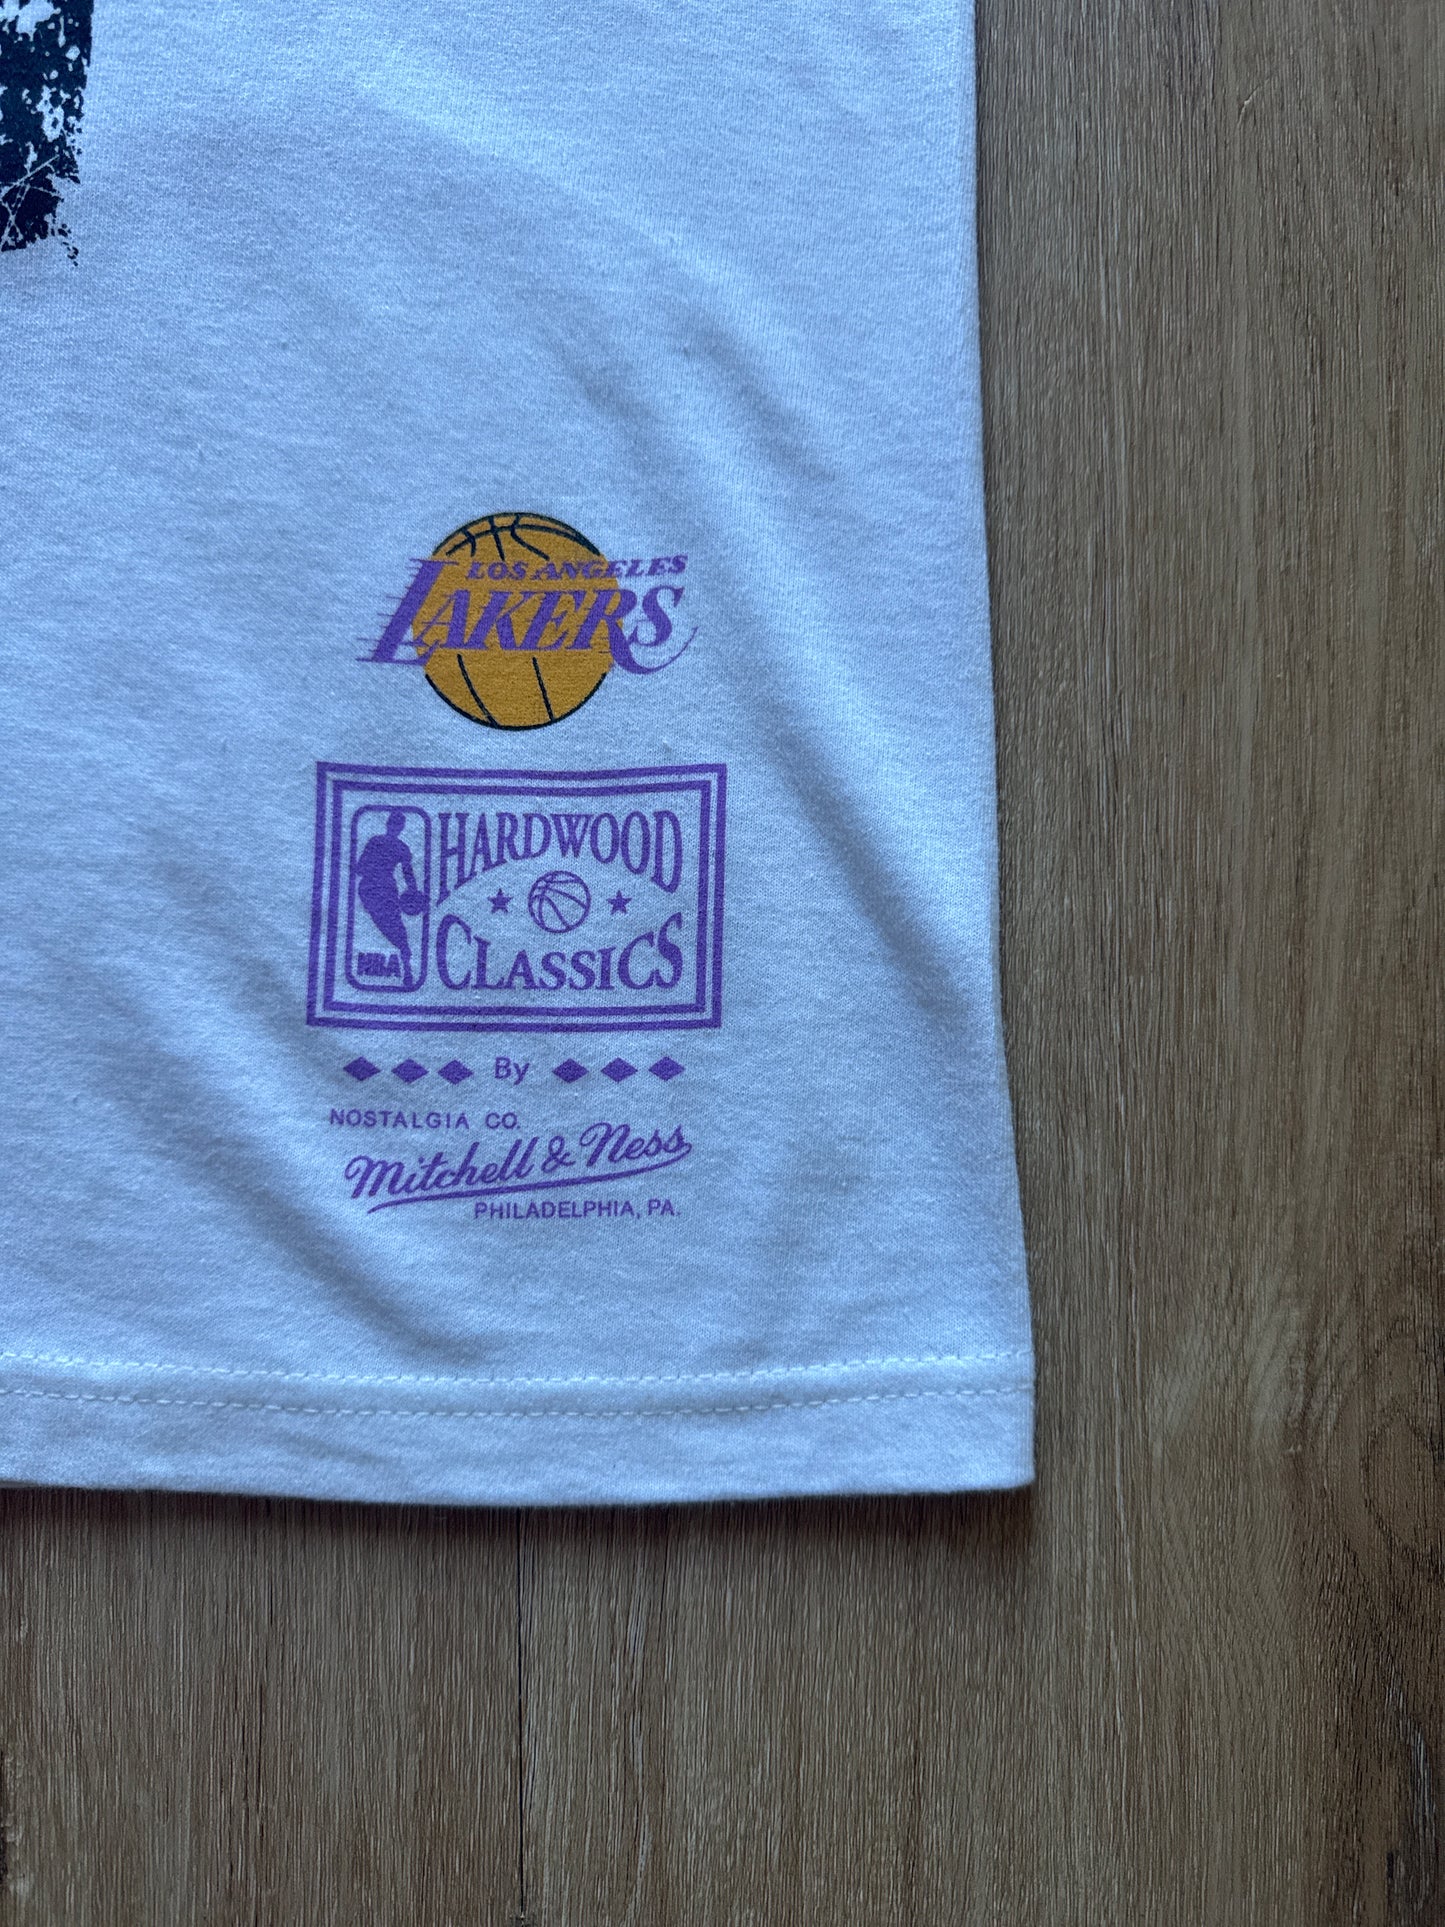 LOS ANGELES
LAKERS
HARDWOOD
CLASSICS
NBA
By
NOSTALGIA CO.
Mitchell & Ness
PHILADELPHIA, PA.